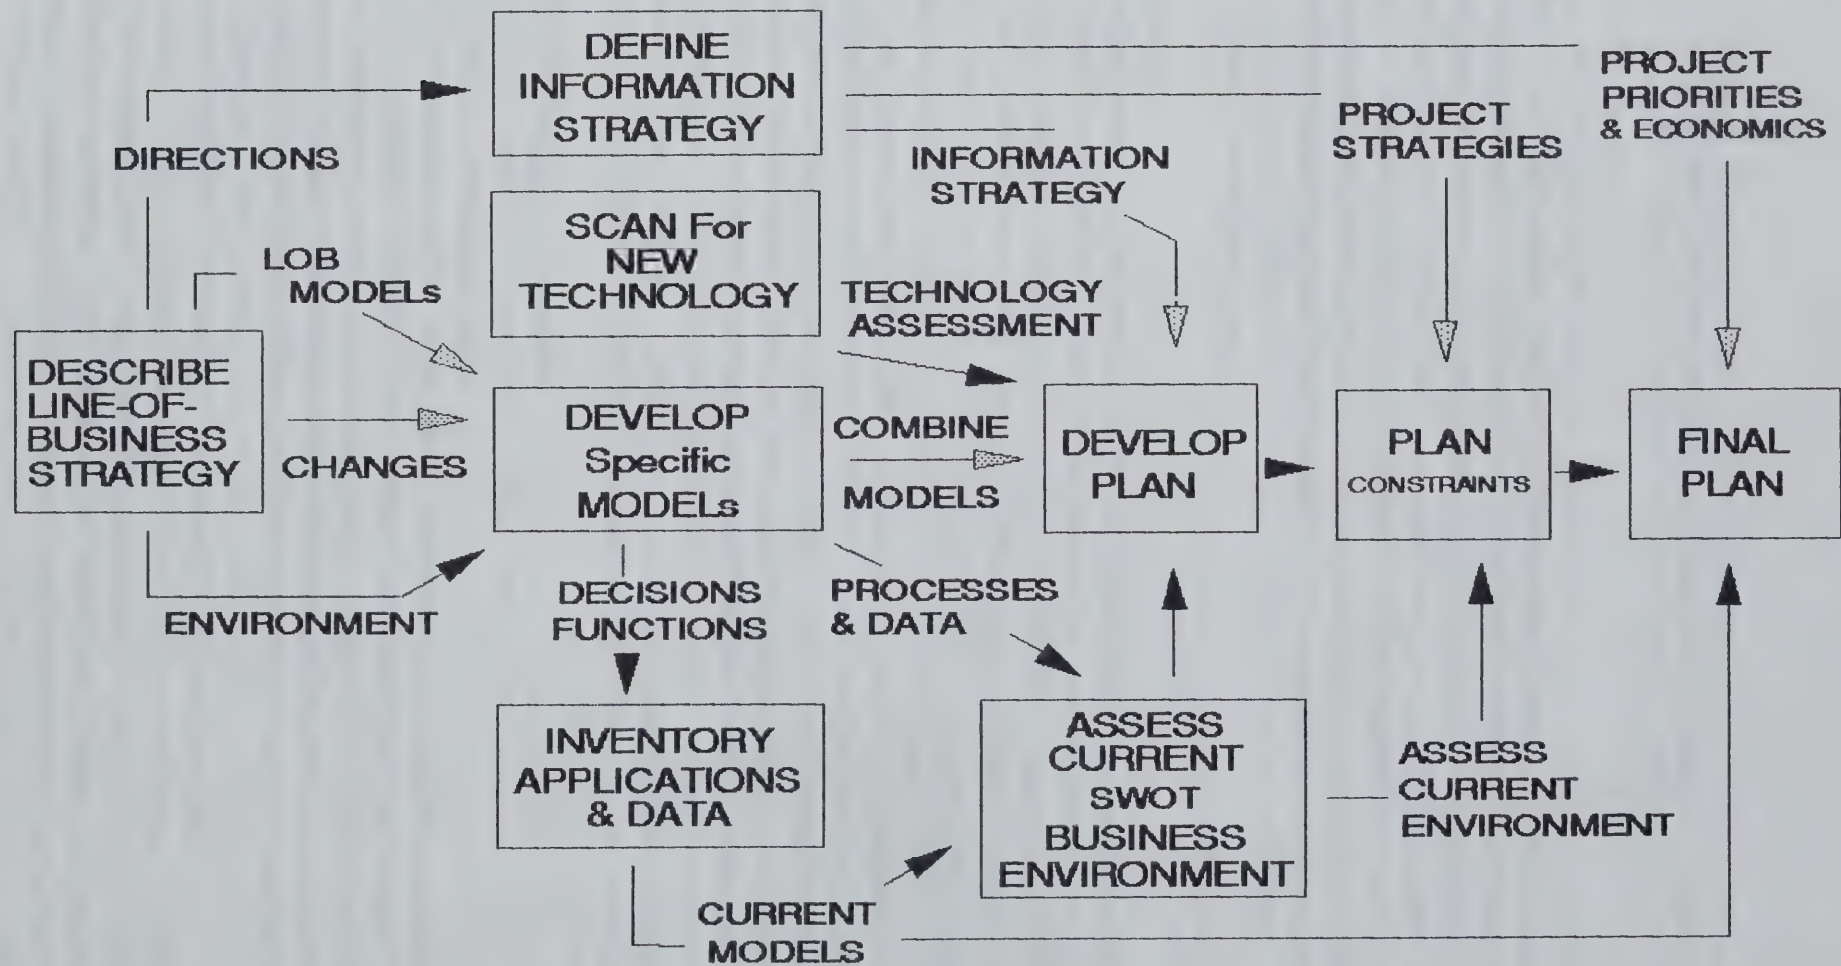 DEFINE
INFORMATION
STRATEGY
PROJECT
PRIORITIES
& ECONOMICS
PROJECT
STRATEGIES
DIRECTIONS
INFORMATION
STRATEGY
SCAN For
NEW
TECHNOLOGY
LOB
MODELs
TECHNOLOGY
ASSESSMENT
DESCRIBE
LINE-OF-
BUSINESS
STRATEGY
CHANGES
DEVELOP
Specific
MODELs
COMBINE
MODELS
DEVELOP
PLAN
PLAN
CONSTRAINTS
FINAL
PLAN
ENVIRONMENT
DECISIONS
FUNCTIONS
PROCESSES
& DATA
INVENTORY
APPLICATIONS
& DATA
ASSESS
CURRENT
SWOT
BUSINESS
ENVIRONMENT
ASSESS
CURRENT
ENVIRONMENT
CURRENT
MODELS